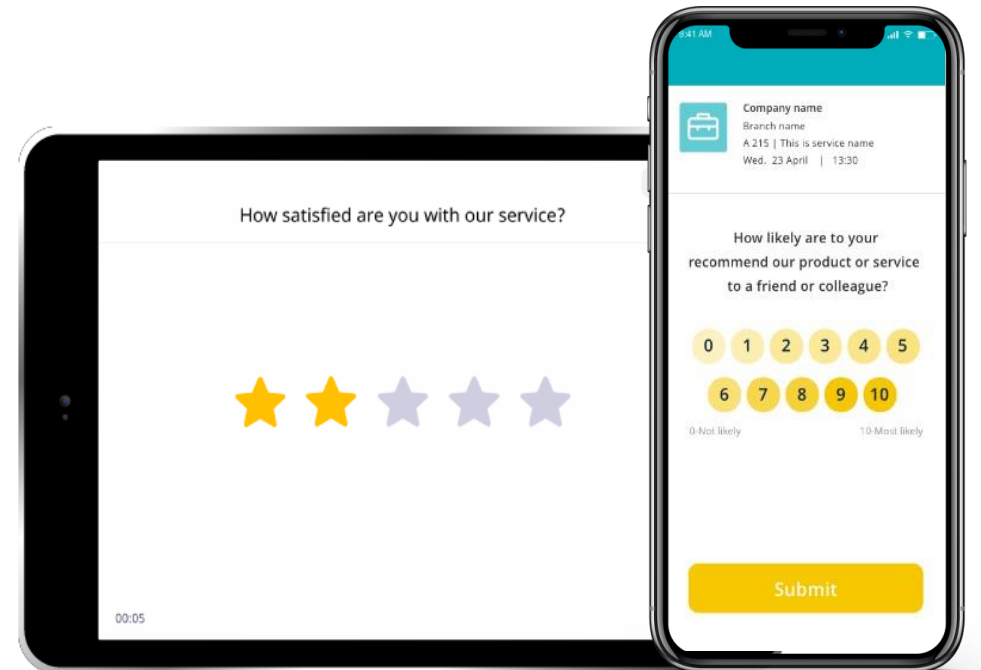 How satisfied are you with our service?
00:05
9:41 AM
Company name
Branch name
A 215 | This is service name
Wed. 23 April | 13:30
How likely are to your
recommend our product or service
to a friend or colleague?
0 1 2 3 4 5
6 7 8 9 10
0-Not likely 10-Most likely
Submit